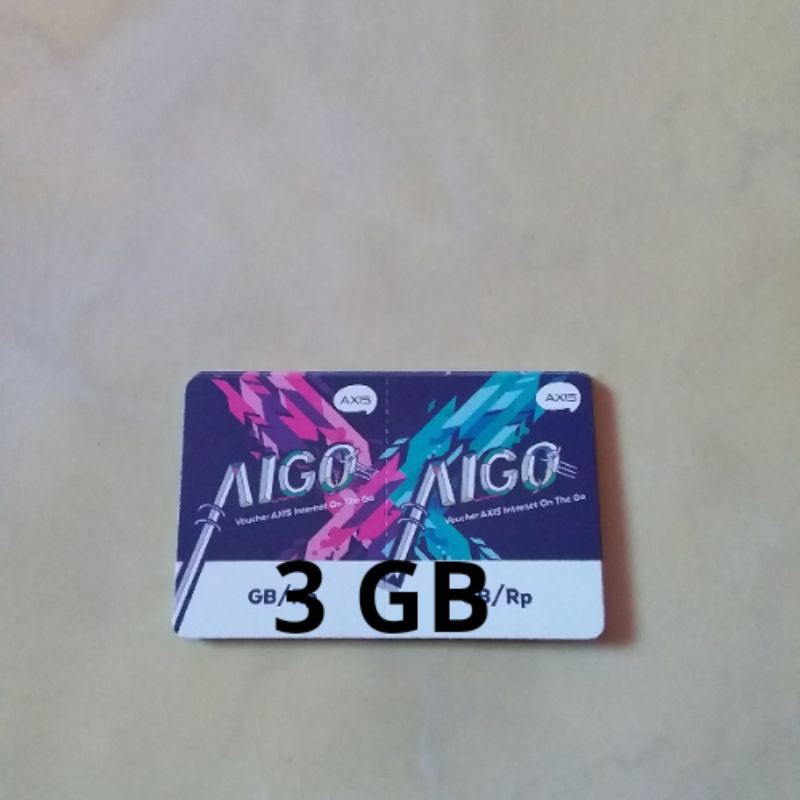 AXIS
AIGO
Voucher AXIS Internet On The Go
AXIS
AIGO
Voucher AXIS Internet On The Go
GB/
/Rp
3 GB